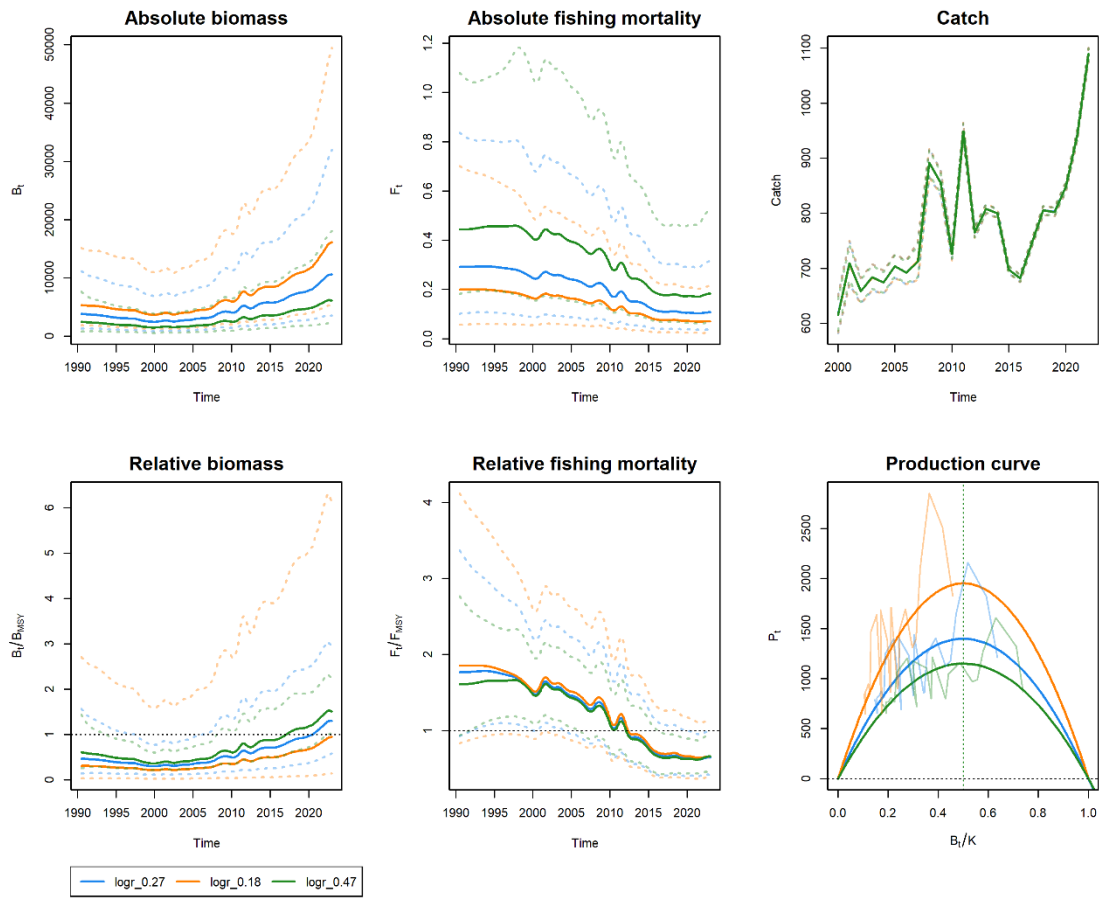 Absolute biomass
Absolute fishing mortality
Catch
50000
40000
30000
20000
10000
0
Bt
1990 1995 2000 2005 2010 2015 2020
Time
1.2
1.0
0.8
0.6
0.4
0.2
0.0
Ft
1990 1995 2000 2005 2010 2015 2020
Time
1100
1000
900
800
700
600
Catch
2000 2005 2010 2015 2020
Time
Relative biomass
Relative fishing mortality
Production curve
6
5
4
3
2
1
0
Bt/BMSY
1990 1995 2000 2005 2010 2015 2020
Time
4
3
2
1
Ft/FMSY
1990 1995 2000 2005 2010 2015 2020
Time
2500
2000
1500
1000
500
0
Pt
0.0 0.2 0.4 0.6 0.8 1.0
Bt/K
logr_0.27 logr_0.18 logr_0.47